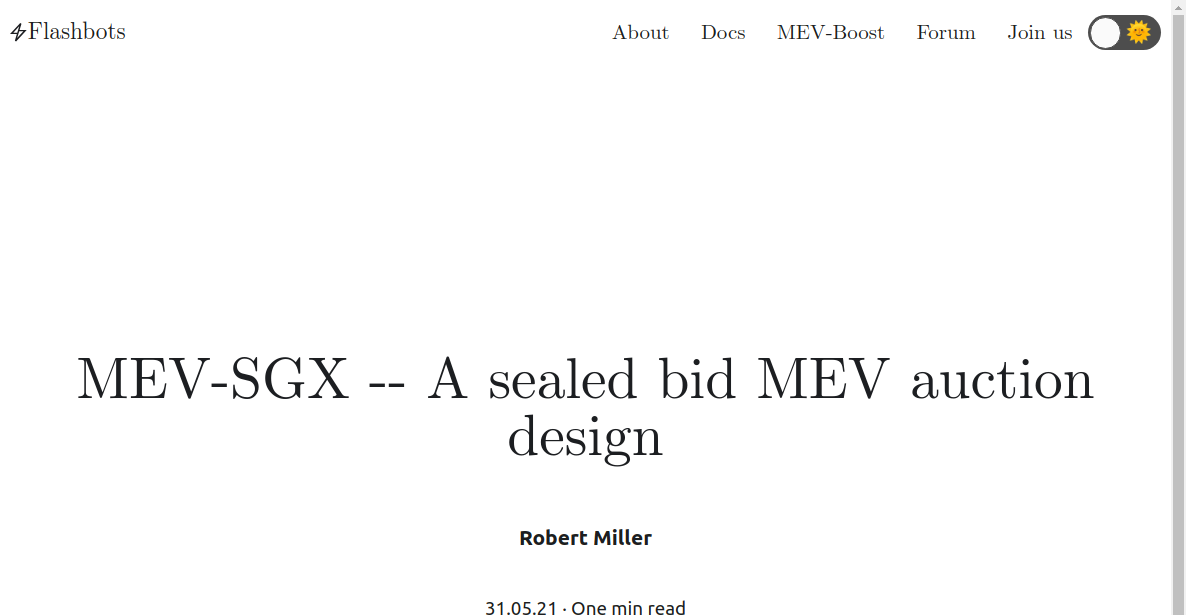 Flashbots
About Docs MEV-Boost Forum Join us
MEV-SGX -- A sealed bid MEV auction
design
Robert Miller
31.05.21 · One min read